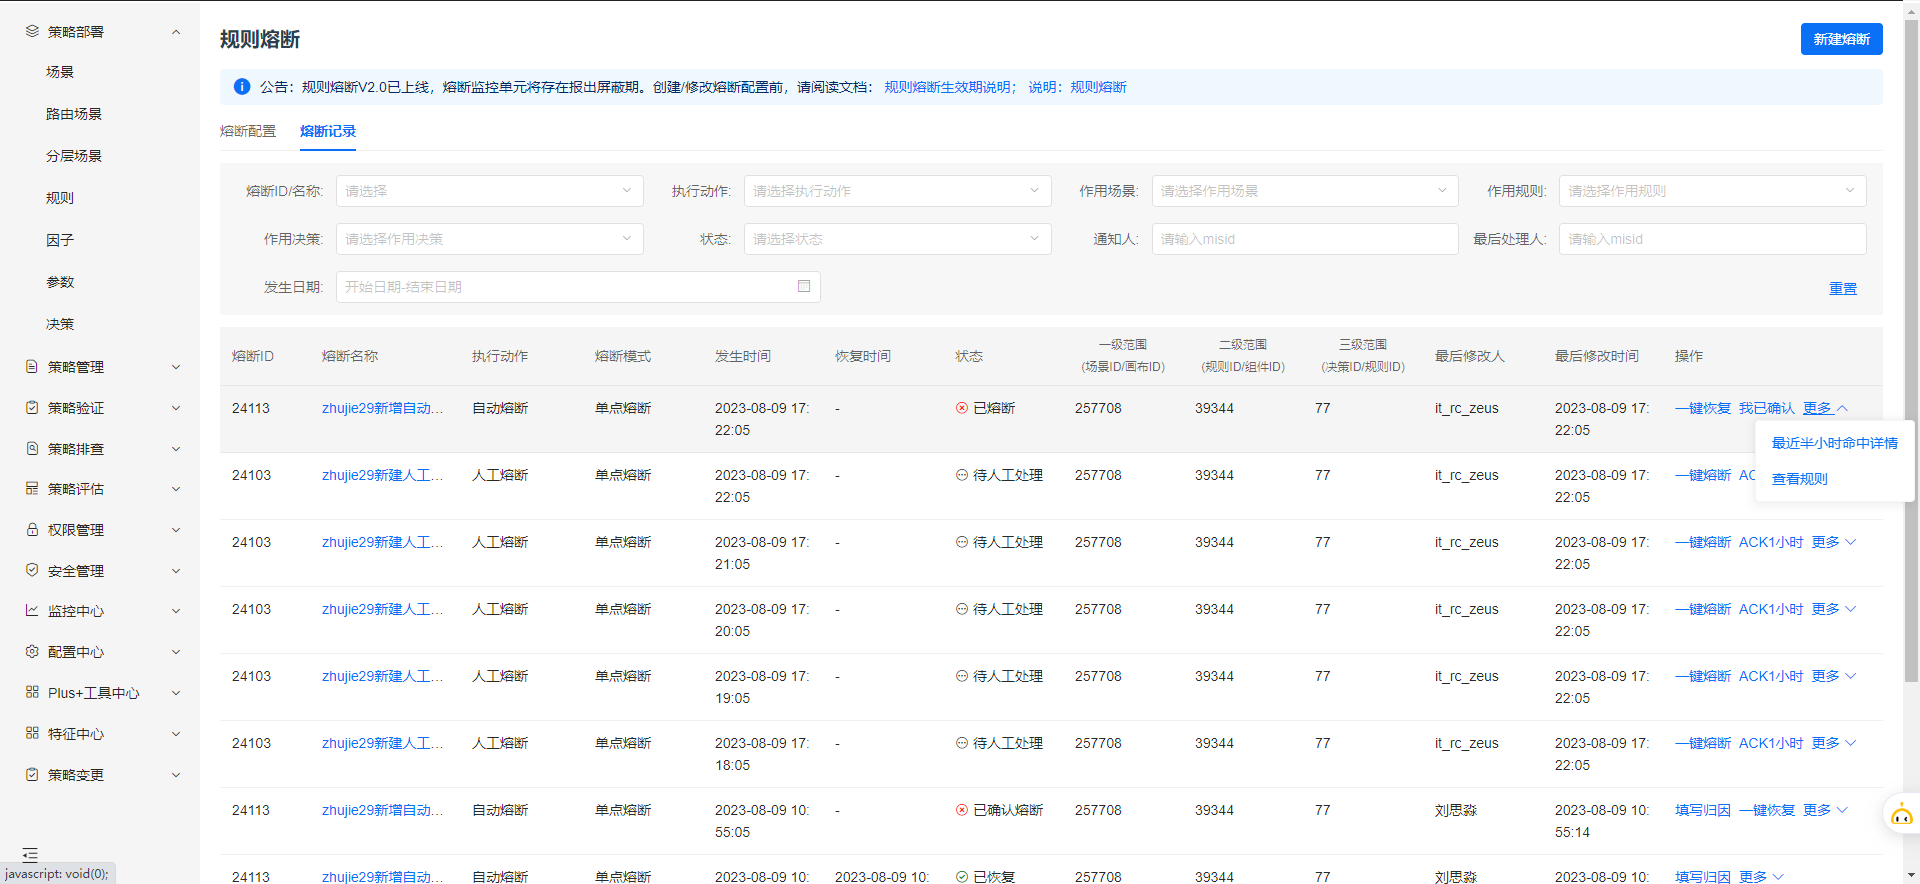 策略部署
场景
路由场景
分层场景
规则
因子
参数
决策
策略管理
策略验证
策略排查
策略评估
权限管理
安全管理
监控中心
配置中心
Plus+工具中心
特征中心
策略变更
javascript: void(0);
规则熔断
新建熔断
公告：规则熔断V2.0已上线，熔断监控单元将存在报出屏蔽期。创建/修改熔断配置前，请阅读文档： 规则熔断生效期说明； 说明：规则熔断
熔断配置 熔断记录
熔断ID/名称: 请选择 执行动作: 请选择执行动作 作用场景: 请选择作用场景 作用规则: 请选择作用规则
作用决策: 请选择作用决策 状态: 请选择状态 通知人: 请输入misid 最后处理人: 请输入misid
发生日期: 开始日期-结束日期 重置
熔断ID 熔断名称 执行动作 熔断模式 发生时间 恢复时间 状态 一级范围 二级范围 三级范围 最后修改人 最后修改时间 操作
(场景ID/画布ID) (规则ID/组件ID) (决策ID/规则ID)
24113 zhujie29新增自动... 自动熔断 单点熔断 2023-08-09 17: - 已熔断 257708 39344 77 it_rc_zeus 2023-08-09 17: 一键恢复 我已确认 更多
22:05 22:05
最近半小时命中详情
查看规则
24103 zhujie29新建人工... 人工熔断 单点熔断 2023-08-09 17: - 待人工处理 257708 39344 77 it_rc_zeus 2023-08-09 17: 一键熔断 AC
22:05 22:05
24103 zhujie29新建人工... 人工熔断 单点熔断 2023-08-09 17: - 待人工处理 257708 39344 77 it_rc_zeus 2023-08-09 17: 一键熔断 ACK1小时 更多
21:05 22:05
24103 zhujie29新建人工... 人工熔断 单点熔断 2023-08-09 17: - 待人工处理 257708 39344 77 it_rc_zeus 2023-08-09 17: 一键熔断 ACK1小时 更多
20:05 22:05
24103 zhujie29新建人工... 人工熔断 单点熔断 2023-08-09 17: - 待人工处理 257708 39344 77 it_rc_zeus 2023-08-09 17: 一键熔断 ACK1小时 更多
19:05 22:05
24103 zhujie29新建人工... 人工熔断 单点熔断 2023-08-09 17: - 待人工处理 257708 39344 77 it_rc_zeus 2023-08-09 17: 一键熔断 ACK1小时 更多
18:05 22:05
24113 zhujie29新增自动... 自动熔断 单点熔断 2023-08-09 10: - 已确认熔断 257708 39344 77 刘思淼 2023-08-09 10: 填写归因 一键恢复 更多
55:05 55:14
24113 zhujie29新增自动... 自动熔断 单点熔断 2023-08-09 10: 2023-08-09 10: 已恢复 257708 39344 77 刘思淼 2023-08-09 10: 填写归因 更多